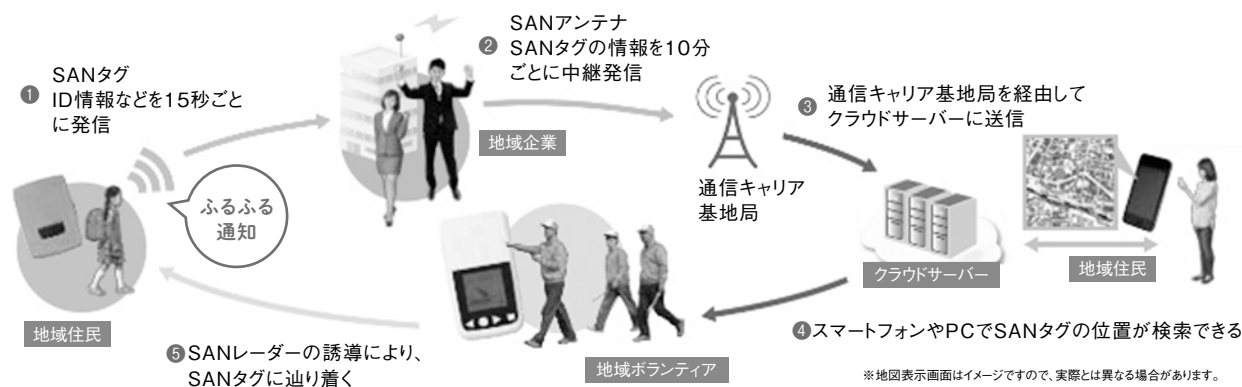 ❶ SANタグ
ID情報などを15秒ごと
に発信
ふるふる
通知
地域住民
❷ SANアンテナ
SANタグの情報を10分
ごとに中継発信
地域企業
通信キャリア
基地局
❸ 通信キャリア基地局を経由して
クラウドサーバーに送信
クラウドサーバー
地域住民
❹スマートフォンやPCでSANタグの位置が検索できる
※地図表示画面はイメージですので、実際とは異なる場合があります。
地域ボランティア
❺SANレーダーの誘導により、
SANタグに辿り着く